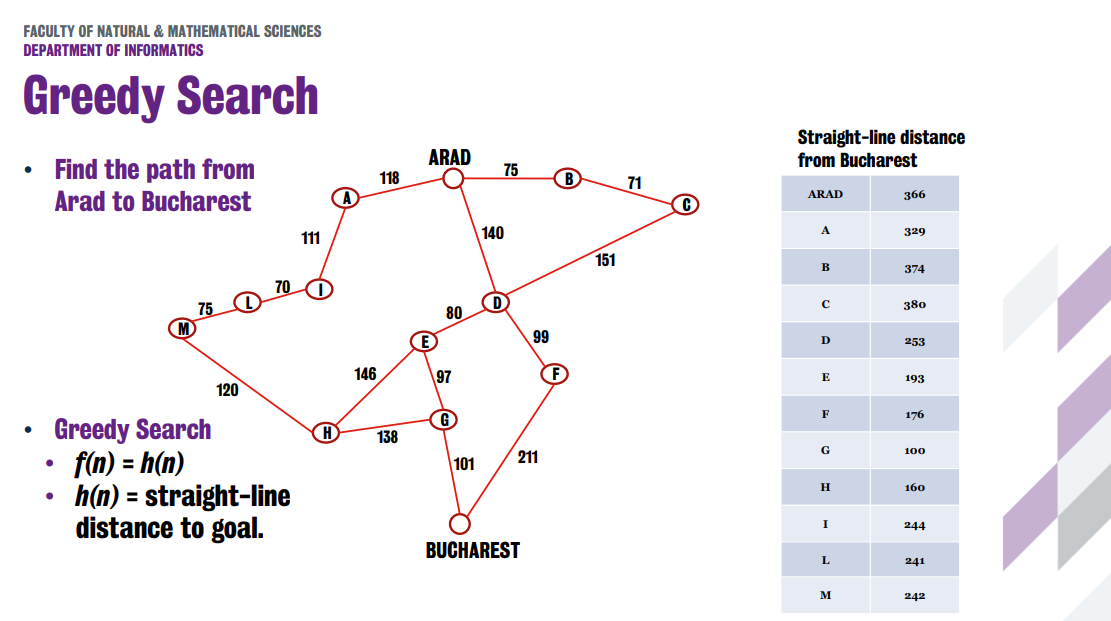 FACULTY OF NATURAL & MATHEMATICAL SCIENCES
DEPARTMENT OF INFORMATICS
Greedy Search
• Find the path from
Arad to Bucharest
• Greedy Search
• f(n) = h(n)
• h(n) = straight-line
distance to goal.
ARAD
118
75
B
71
A
C
111
140
151
70
I
L
75
M
D
80
99
E
F
146
97
120
G
H
138
101
211
BUCHAREST
Straight-line distance
from Bucharest
ARAD 366
A 329
B 374
C 380
D 253
E 193
F 176
G 100
H 160
I 244
L 241
M 242